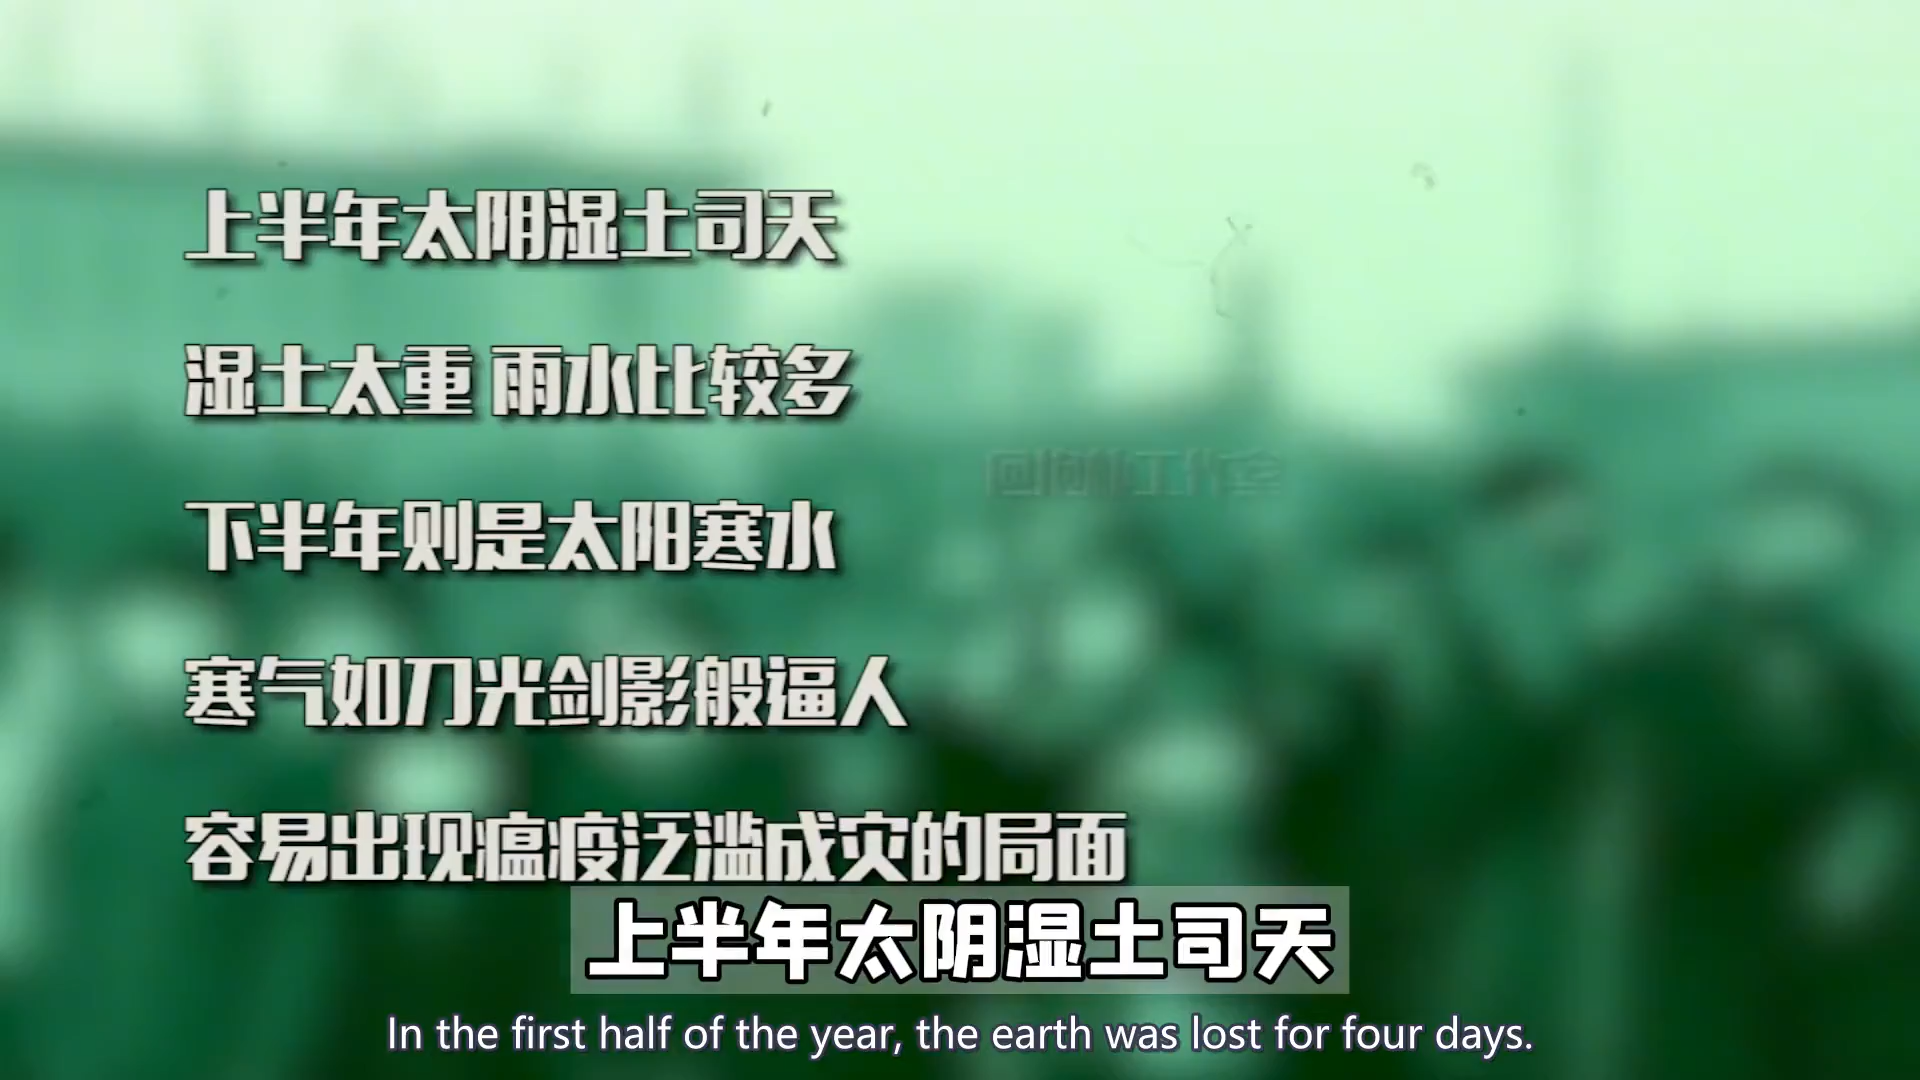 上半年太阴湿土司天
湿土太重 雨水比较多
下半年则是太阳寒水
寒气如刀光剑影般逼人
容易出现瘟疫泛滥成灾的局面
上半年太阴湿土司天
In the first half of the year, the earth was lost for four days.